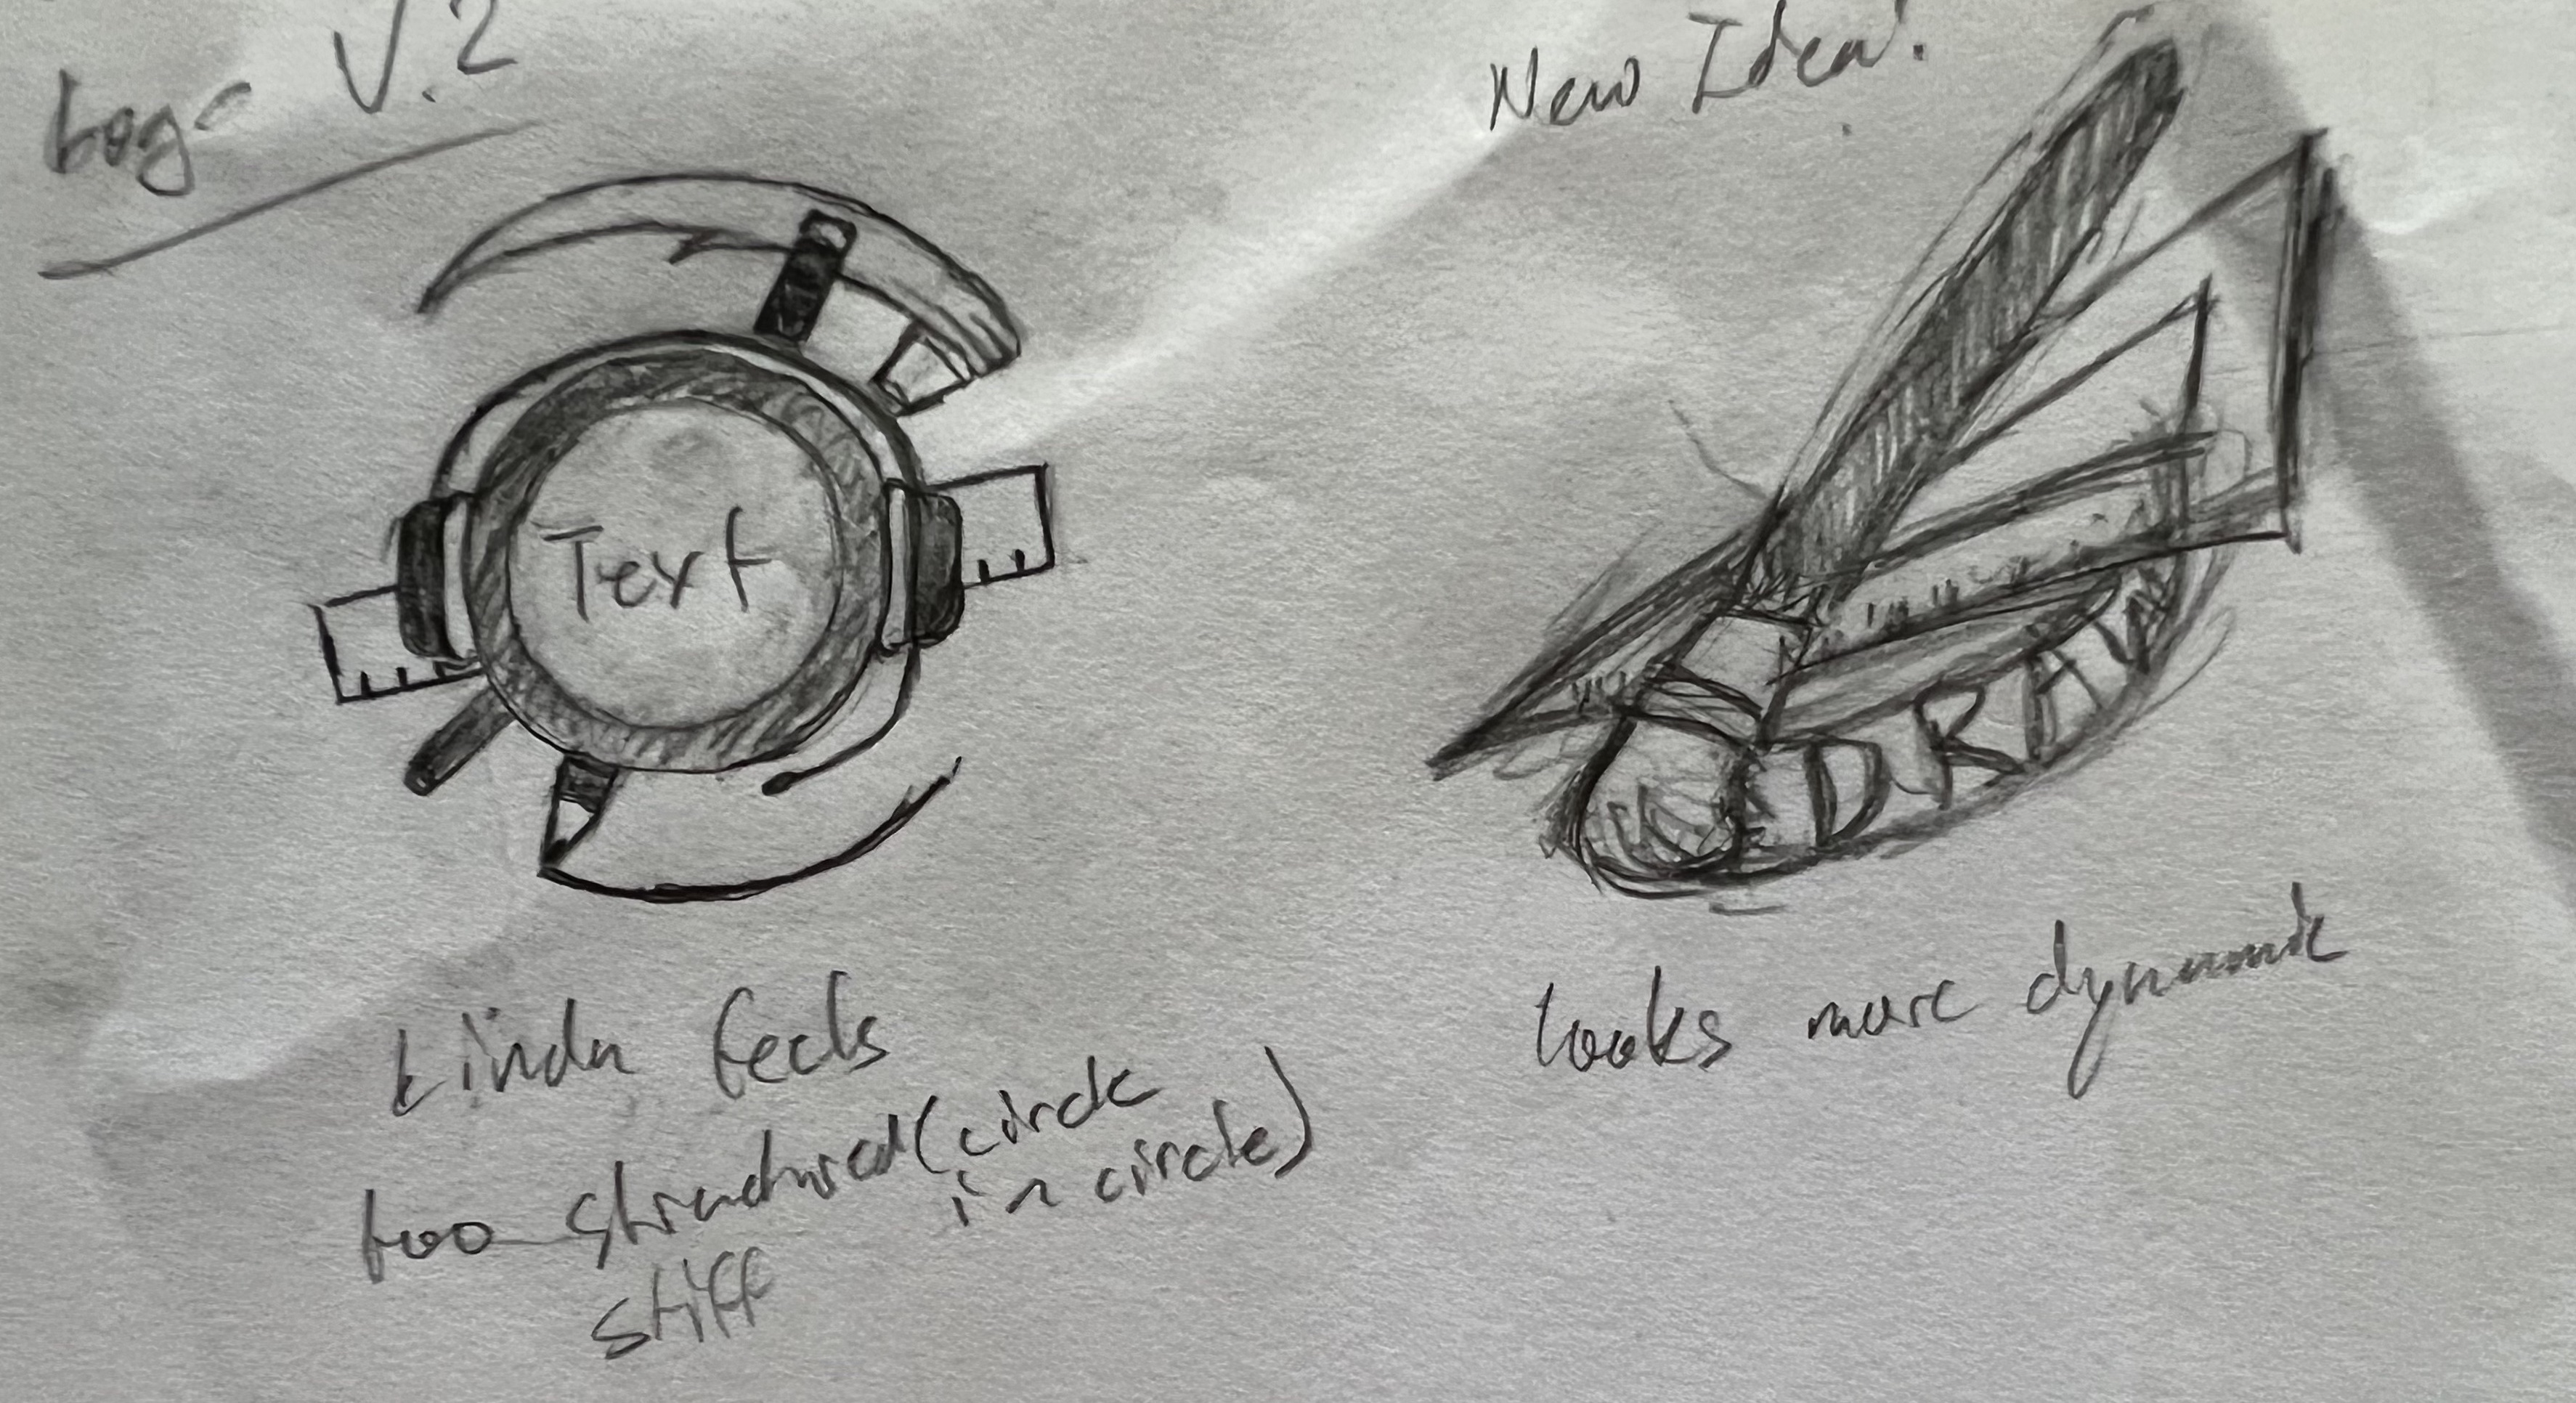 Logo V.2
New Idea!
Text
DRAW
kinda feels
too structured (circle
in circle)
stiff
looks more dynamic